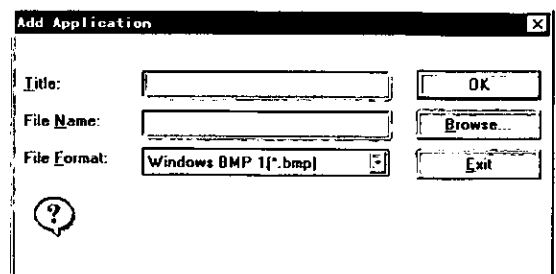 Add Application
Title:
OK
File Name:
Browse...
File Format:
Windows BMP 1(*.bmp)
Exit
?